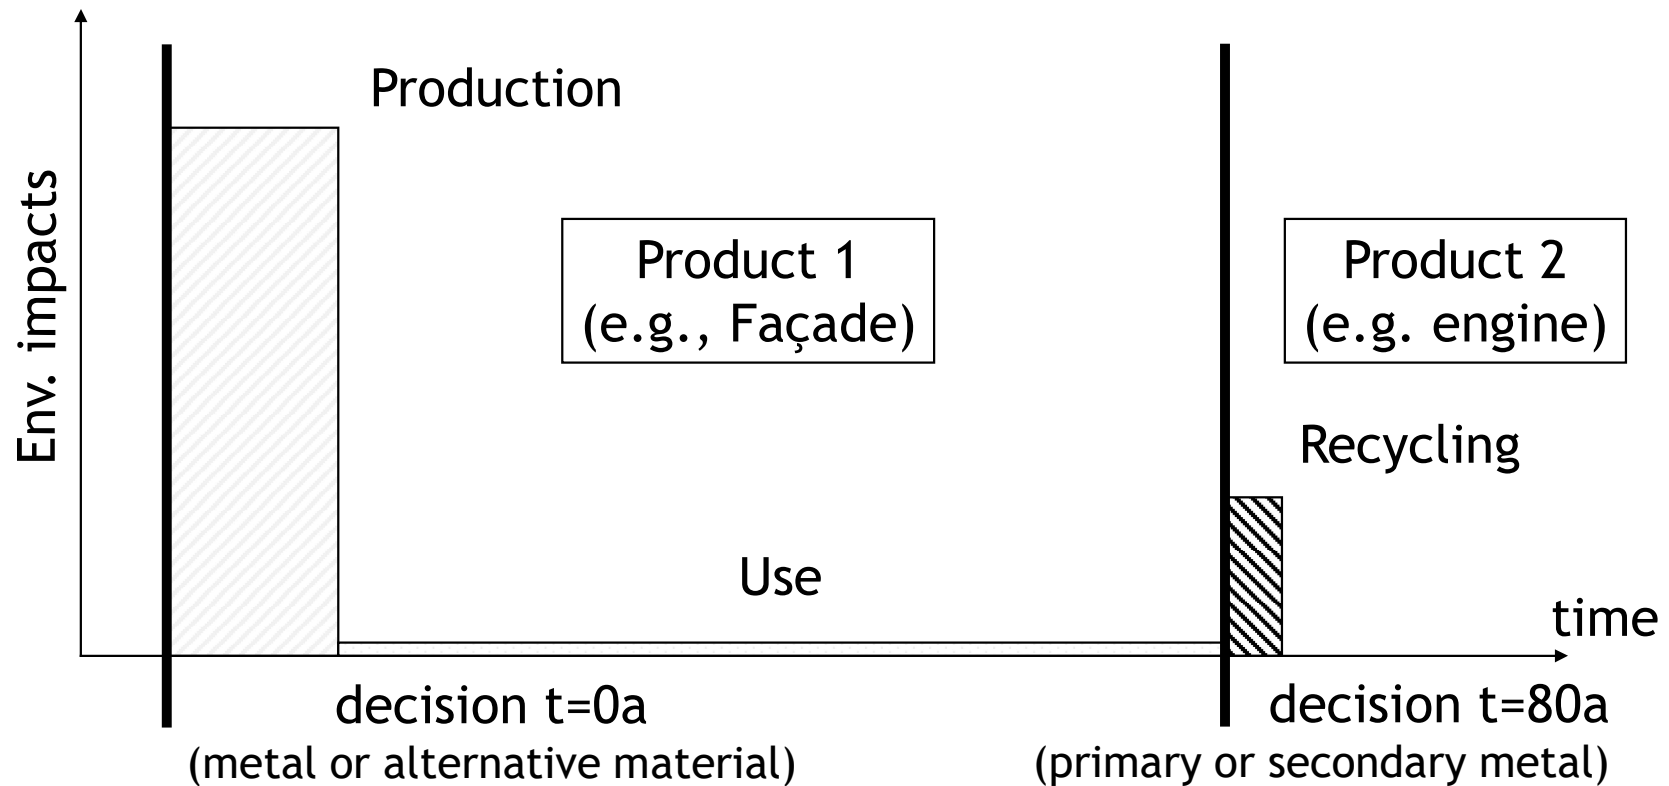 Production
Env. impacts
Product 1
(e.g., Façade)
Product 2
(e.g. engine)
Recycling
Use
time
decision t=0a
(metal or alternative material)
decision t=80a
(primary or secondary metal)